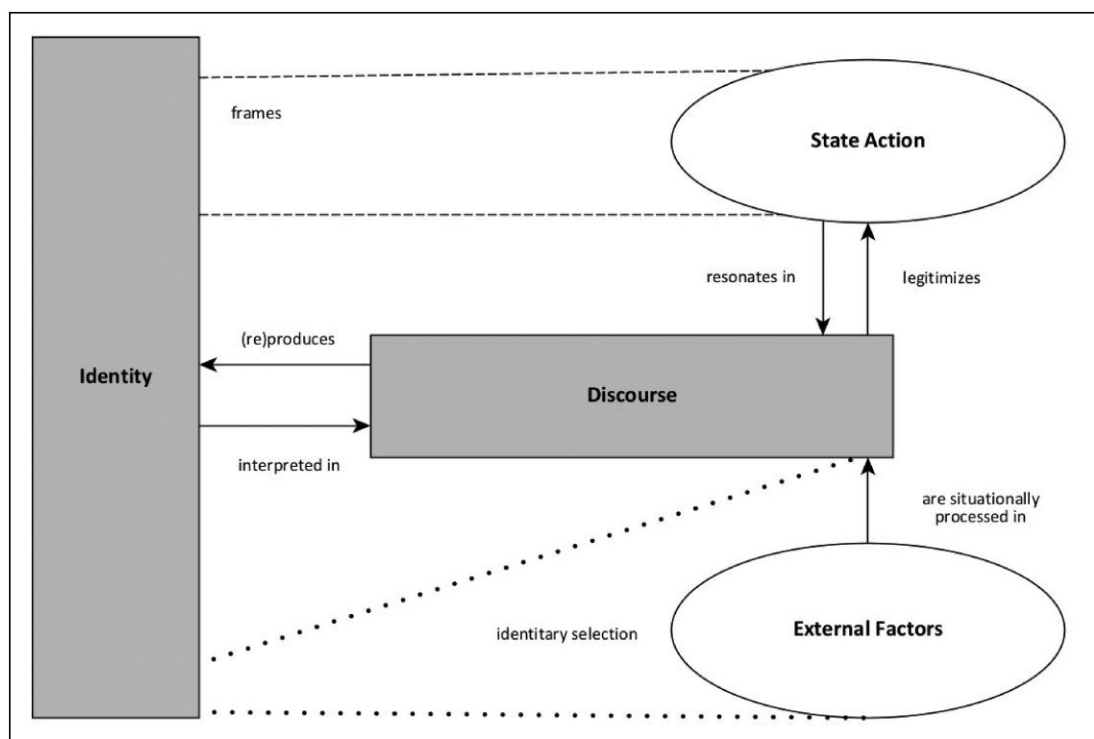 frames
State Action
resonates in
legitimizes
(re)produces
Identity
Discourse
interpreted in
are situationally
processed in
identitary selection
External Factors